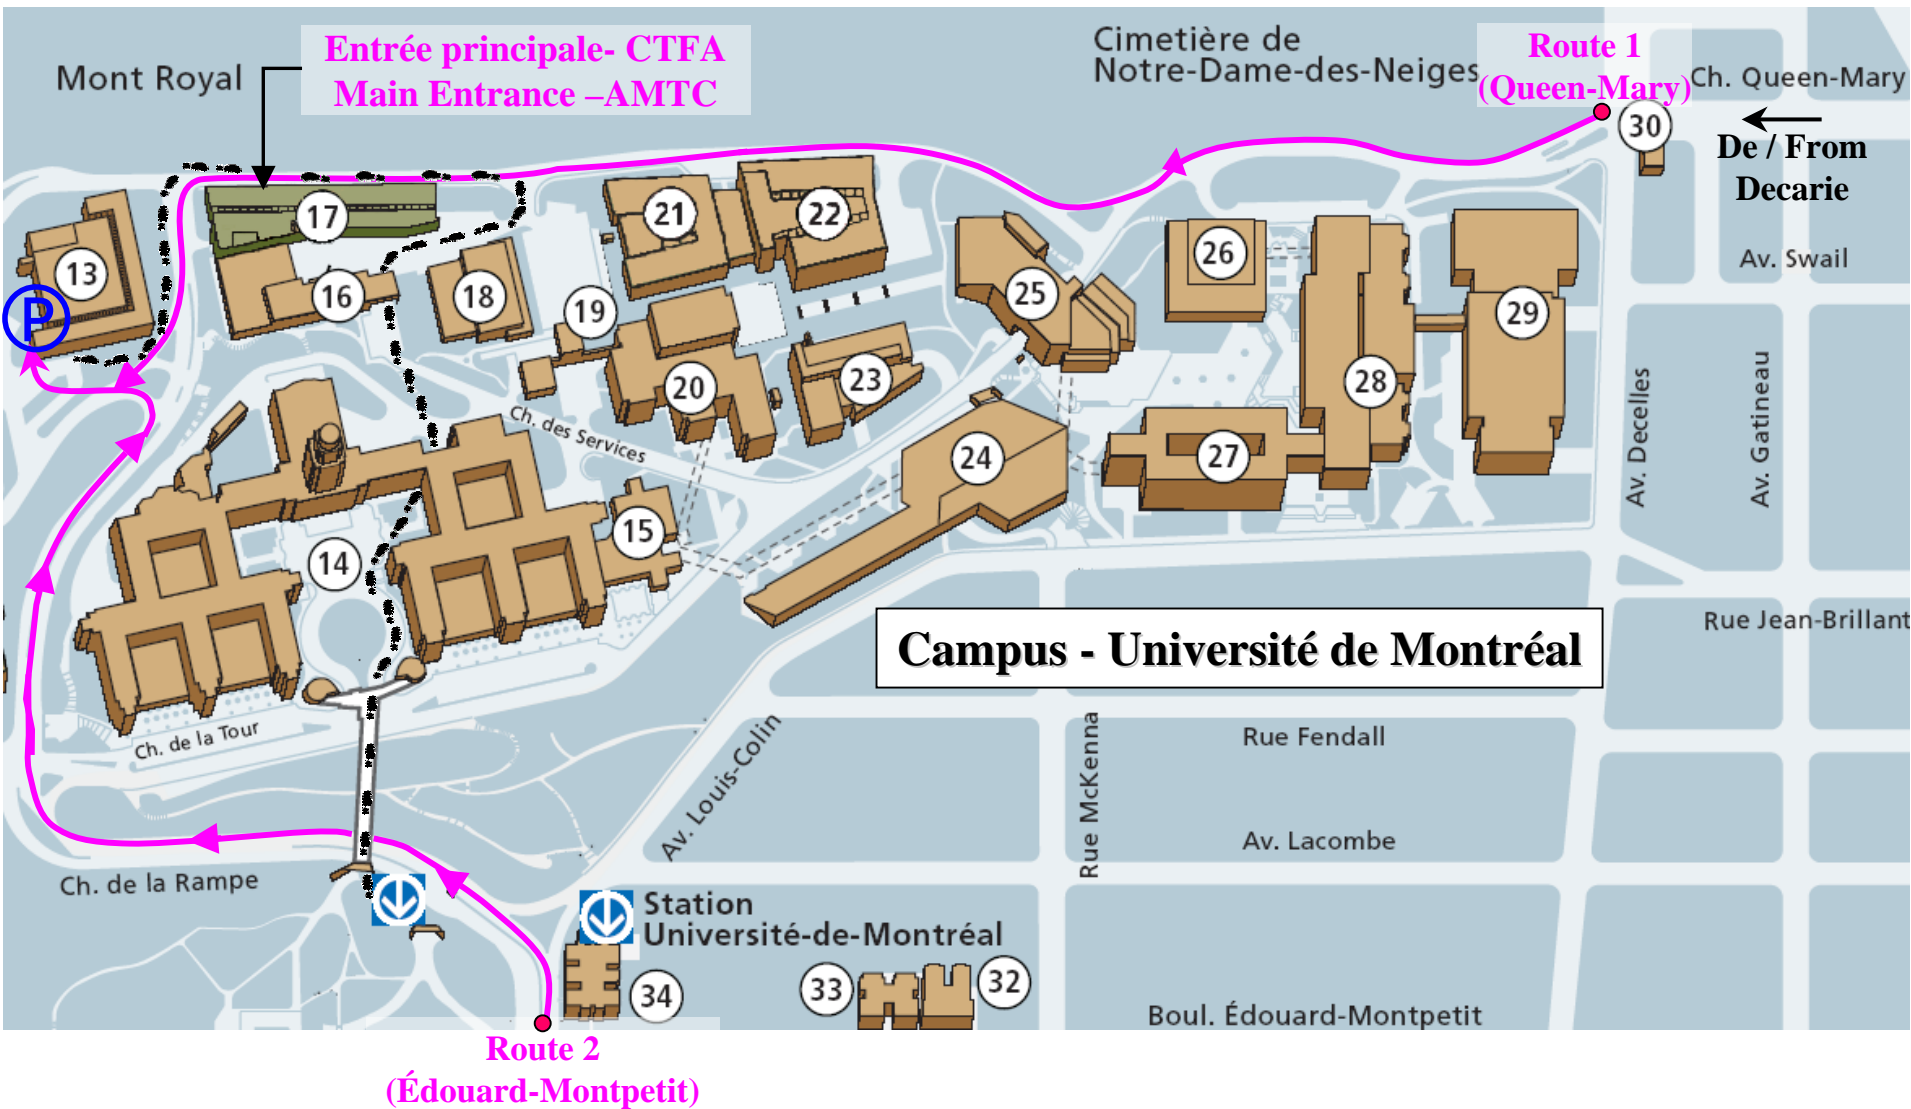 Entrée principale- CTFA
Main Entrance –AMTC
Mont Royal
Cimetière de
Notre-Dame-des-Neiges
Route 1
(Queen-Mary)
Ch. Queen-Mary
30
De / From
Decarie
Av. Swail
13
P
17
16
18
19
21
22
20
23
25
26
28
29
27
24
15
14
Ch. des Services
Av. Decelles
Av. Gatineau
Rue Jean-Brillant
Campus - Université de Montréal
Ch. de la Tour
Av. Louis-Colin
Rue McKenna
Rue Fendall
Av. Lacombe
Ch. de la Rampe
Station
Université-de-Montréal
34
33
32
Boul. Édouard-Montpetit
Route 2
(Édouard-Montpetit)